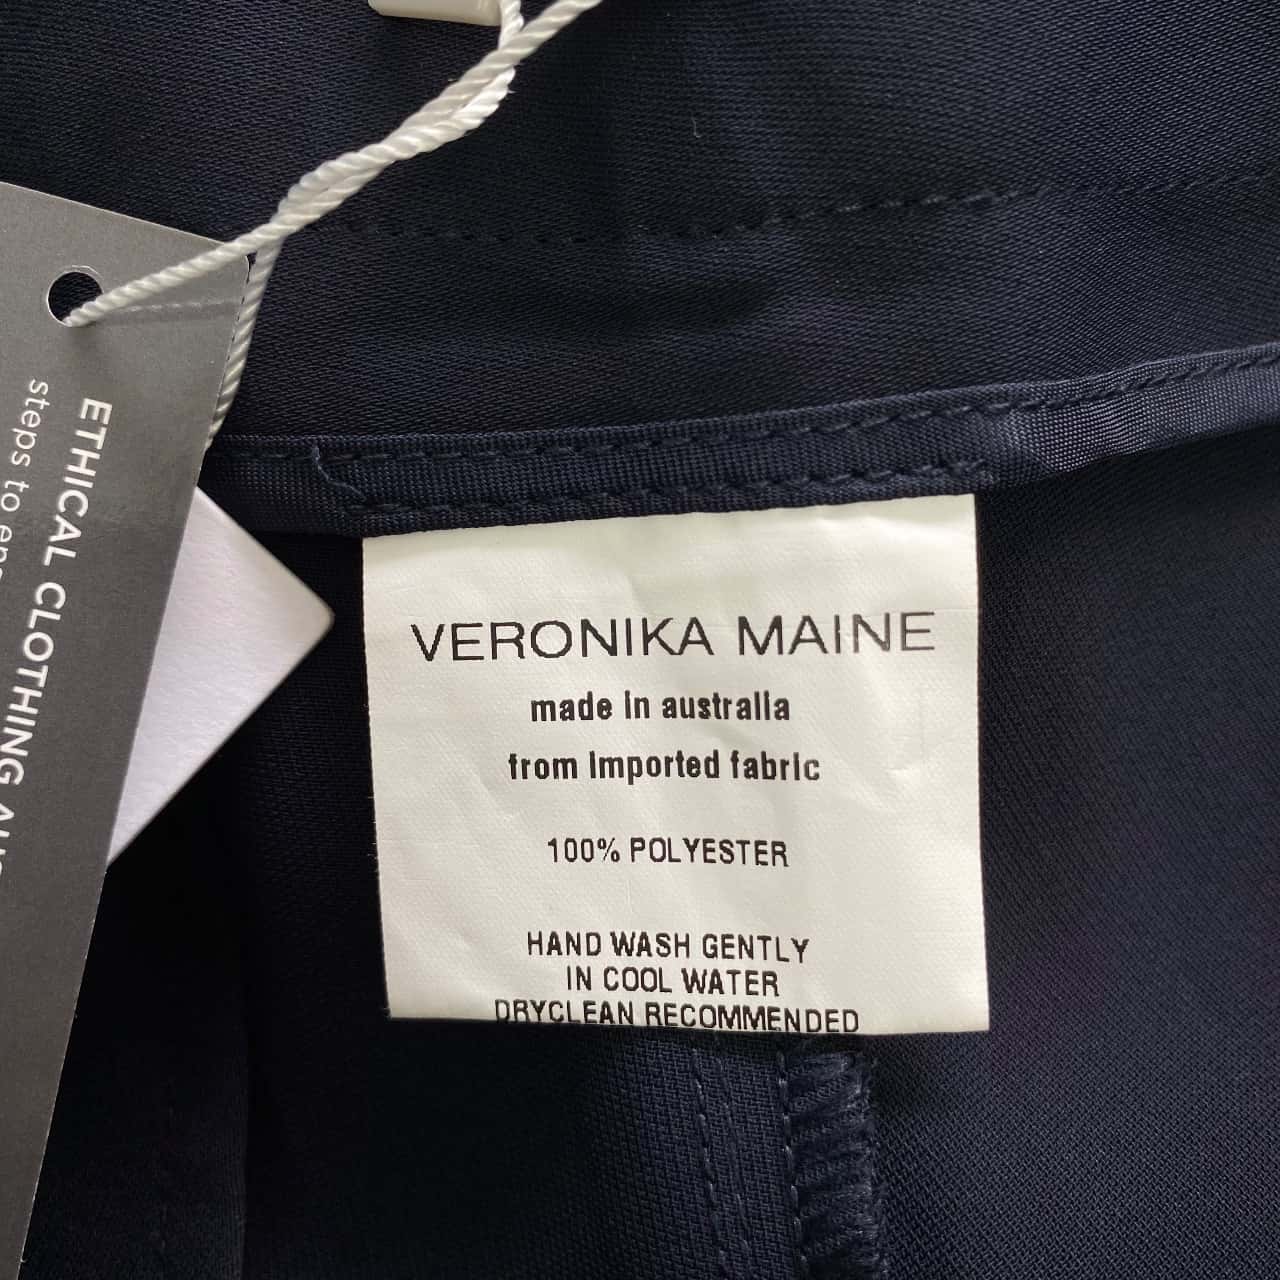 ETHICAL CLOTHING
steps to
VERONIKA MAINE
made in australia
from imported fabric
100% POLYESTER
HAND WASH GENTLY
IN COOL WATER
DRYCLEAN RECOMMENDED